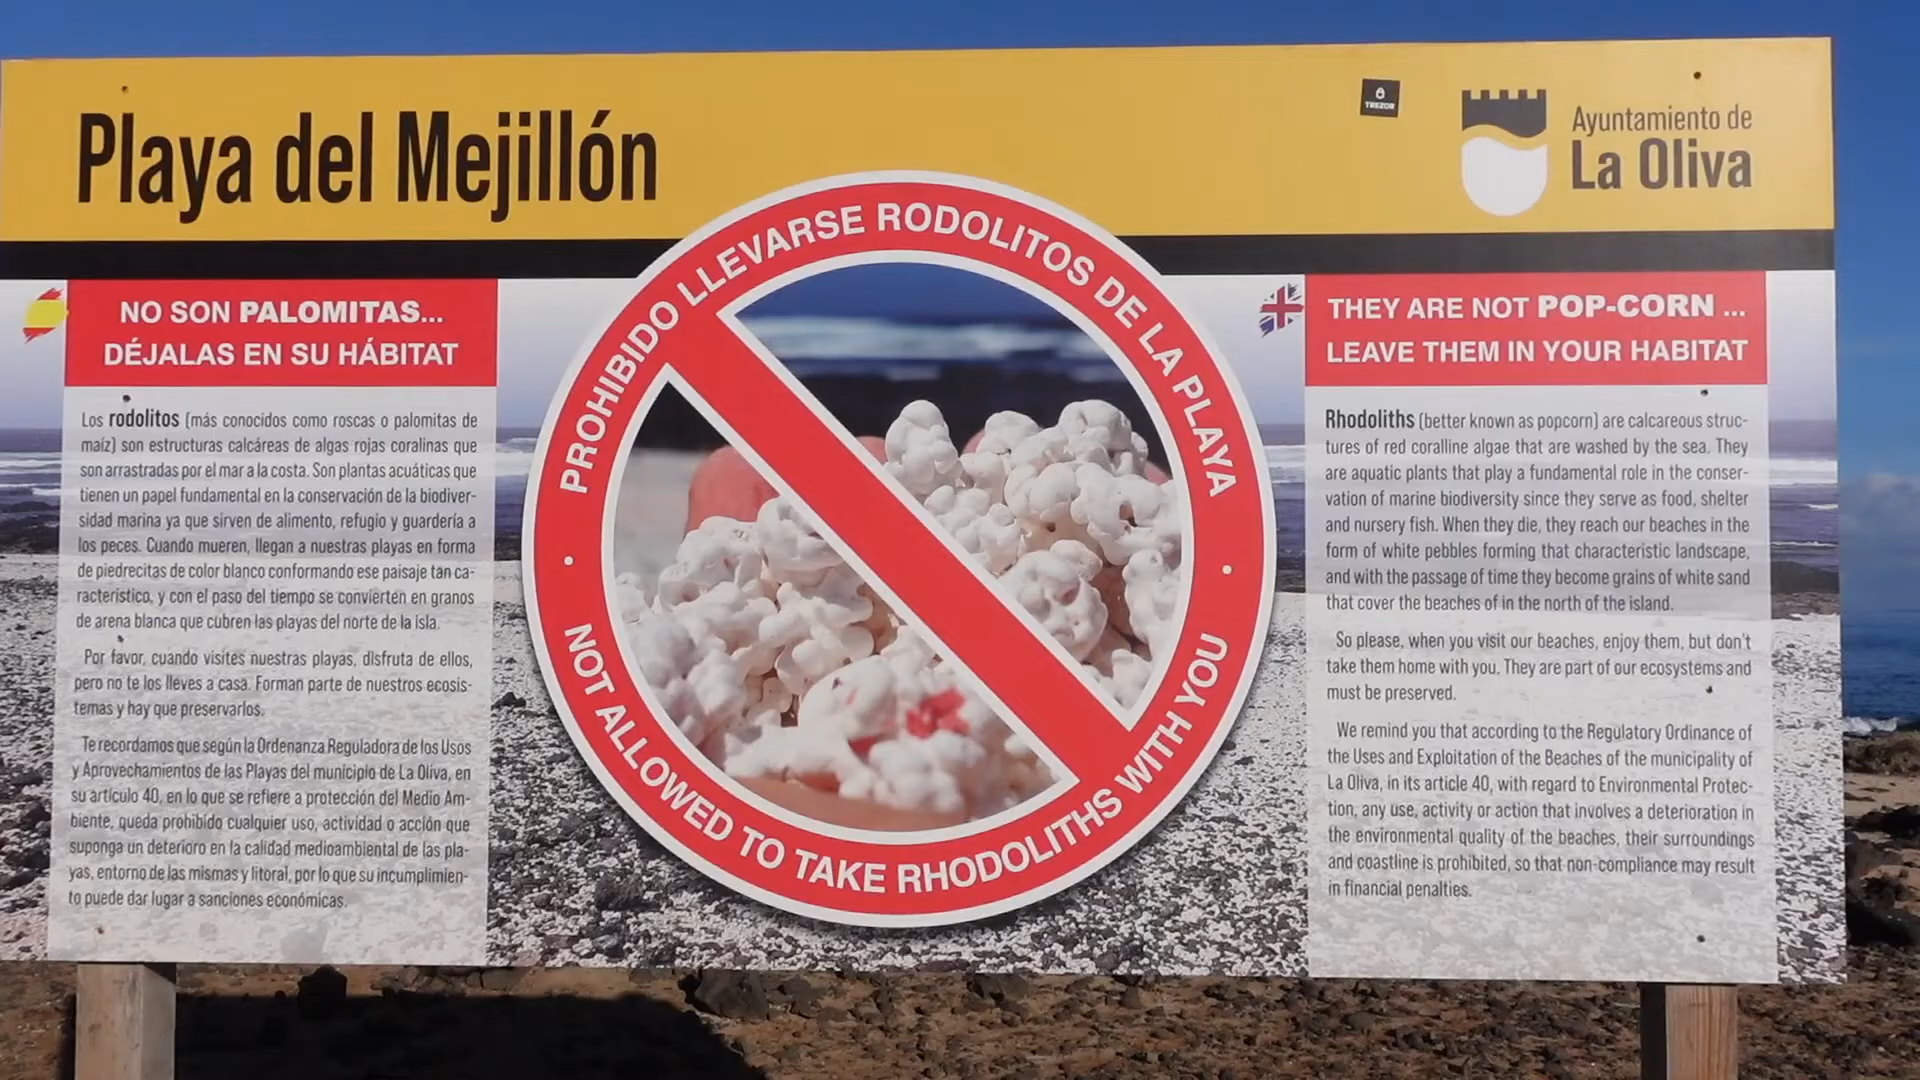 Playa del Mejillón
TREZOR
Ayuntamiento de
La Oliva
PROHIBIDO LLEVARSE RODOLITOS DE LA PLAYA
NOT ALLOWED TO TAKE RHODOLITHS WITH YOU
NO SON PALOMITAS...
DÉJALAS EN SU HÁBITAT
Los rodolitos (más conocidos como roscas o palomitas de
maíz) son estructuras calcáreas de algas rojas coralinas que
son arrastradas por el mar a la costa. Son plantas acuáticas que
tienen un papel fundamental en la conservación de la biodiver-
sidad marina ya que sirven de alimento, refugio y guardería a
los peces. Cuando mueren, llegan a nuestras playas en forma
de piedrecitas de color blanco conformando ese paisaje tan ca-
racterístico, y con el paso del tiempo se convierten en granos
de arena blanca que cubren las playas del norte de la isla.
Por favor, cuando visites nuestras playas, disfruta de ellos,
pero no te los lleves a casa. Forman parte de nuestros ecosis-
temas y hay que preservarlos.
Te recordamos que según la Ordenanza Reguladora de los Usos
y Aprovechamientos de las Playas del municipio de La Oliva, en
su artículo 40, en lo que se refiere a protección del Medio Am-
biente, queda prohibido cualquier uso, actividad o acción que
suponga un deterioro en la calidad medioambiental de las pla-
yas, entorno de las mismas y litoral, por lo que su incumplimien-
to puede dar lugar a sanciones económicas.
THEY ARE NOT POP-CORN ...
LEAVE THEM IN YOUR HABITAT
Rhodoliths (better known as popcorn) are calcareous struc-
tures of red coralline algae that are washed by the sea. They
are aquatic plants that play a fundamental role in the conser-
vation of marine biodiversity since they serve as food, shelter
and nursery fish. When they die, they reach our beaches in the
form of white pebbles forming that characteristic landscape,
and with the passage of time they become grains of white sand
that cover the beaches of in the north of the island.
So please, when you visit our beaches, enjoy them, but don't
take them home with you. They are part of our ecosystems and
must be preserved.
We remind you that according to the Regulatory Ordinance of
the Uses and Exploitation of the Beaches of the municipality of
La Oliva, in its article 40, with regard to Environmental Protec-
tion, any use, activity or action that involves a deterioration in
the environmental quality of the beaches, their surroundings
and coastline is prohibited, so that non-compliance may result
in financial penalties.